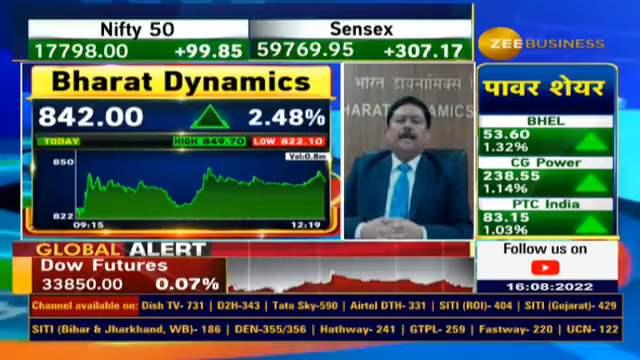 Nifty 50
17798.00 +99.85
Sensex
59769.95 +307.17
ZEE BUSINESS
Bharat Dynamics
842.00 2.48%
TODAY HIGH 849.70 LOW 822.10
Vol:0.8m
850
822
09:15 12:19
भारत डायनामिक्स
BHARAT DYNAMICS
पावर शेयर
BHEL
53.60
1.32%
CG Power
238.55
1.14%
PTC India
83.15
1.03%
GLOBAL ALERT
Dow Futures
33850.00 0.07%
Follow us on
16:08:2022
Channel available on: Dish TV- 731 | D2H-343 | Tata Sky-590 | Airtel DTH- 331 | SITI (ROI)- 404 | SITI (Gujarat)- 429
SITI (Bihar & Jharkhand, WB)- 186 | DEN-355/356 | Hathway- 241 | GTPL- 259 | Fastway- 220 | UCN- 122